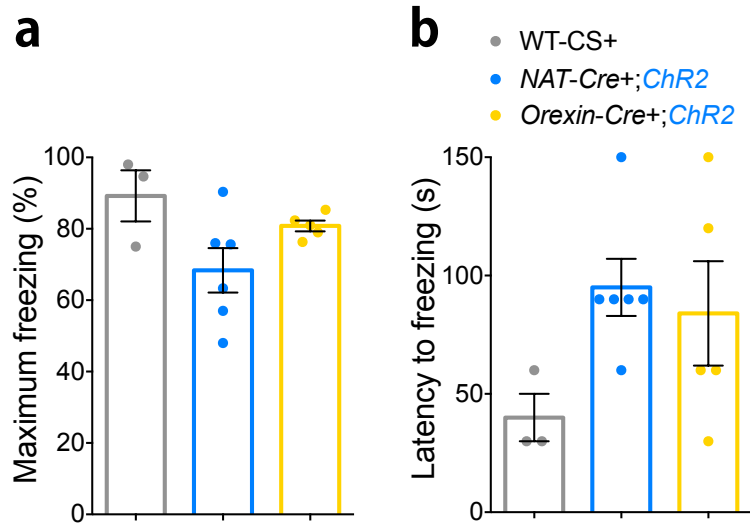 a
b
WT-CS+
NAT-Cre+;ChR2
Orexin-Cre+;ChR2
Maximum freezing (%)
100
80
60
40
20
0
Latency to freezing (s)
150
100
50
0